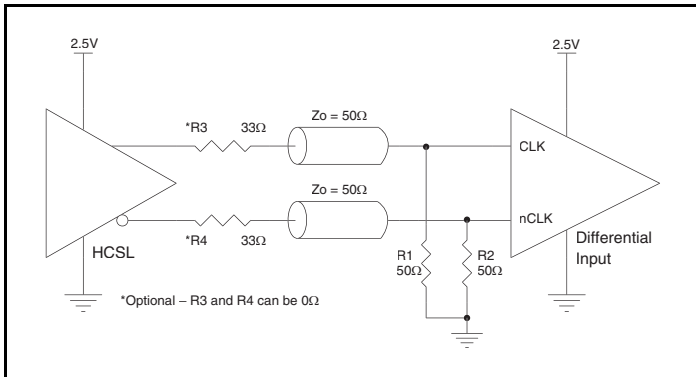 2.5V
2.5V
*R3 33Ω
Zo = 50Ω
CLK
Zo = 50Ω
nCLK
*R4 33Ω
HCSL
R1
50Ω
R2
50Ω
Differential
Input
*Optional – R3 and R4 can be 0Ω